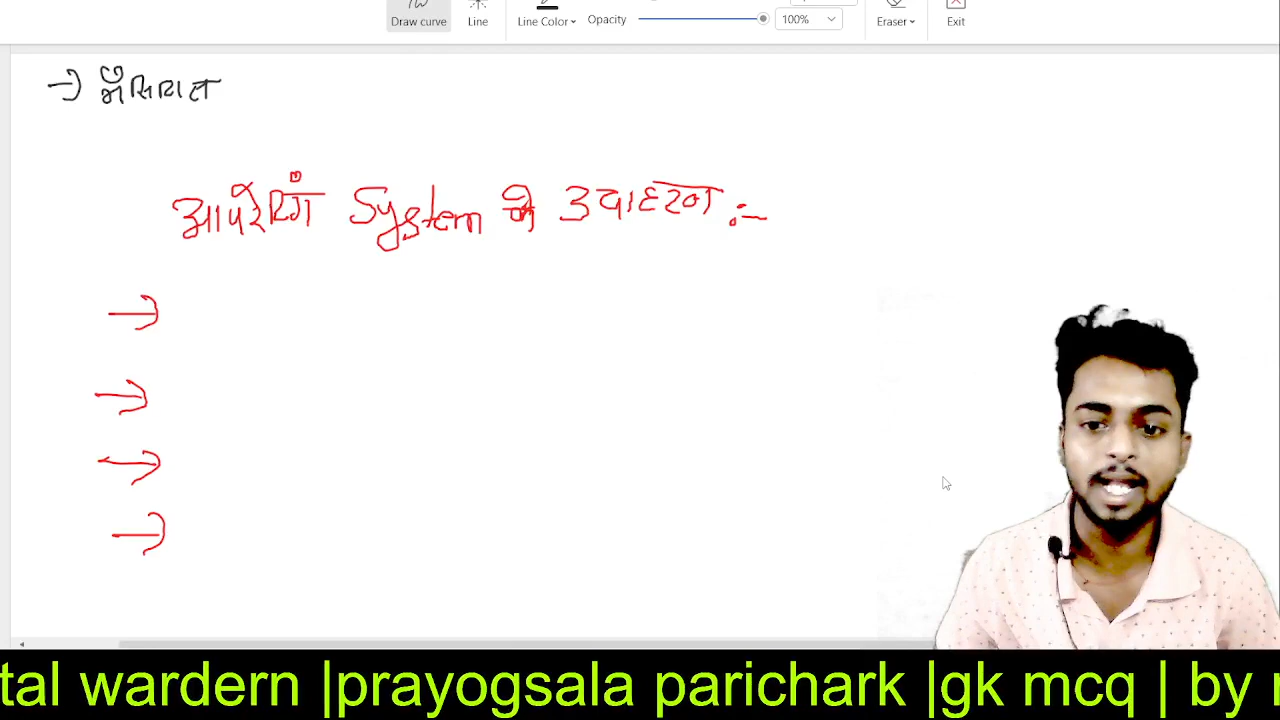 Draw curve Line Line Color Opacity 100% Eraser Exit
→
आपरेटिंग System के उदाहरण :-
→
→
→
→
tal wardern |prayogsala parichark |gk mcq | by